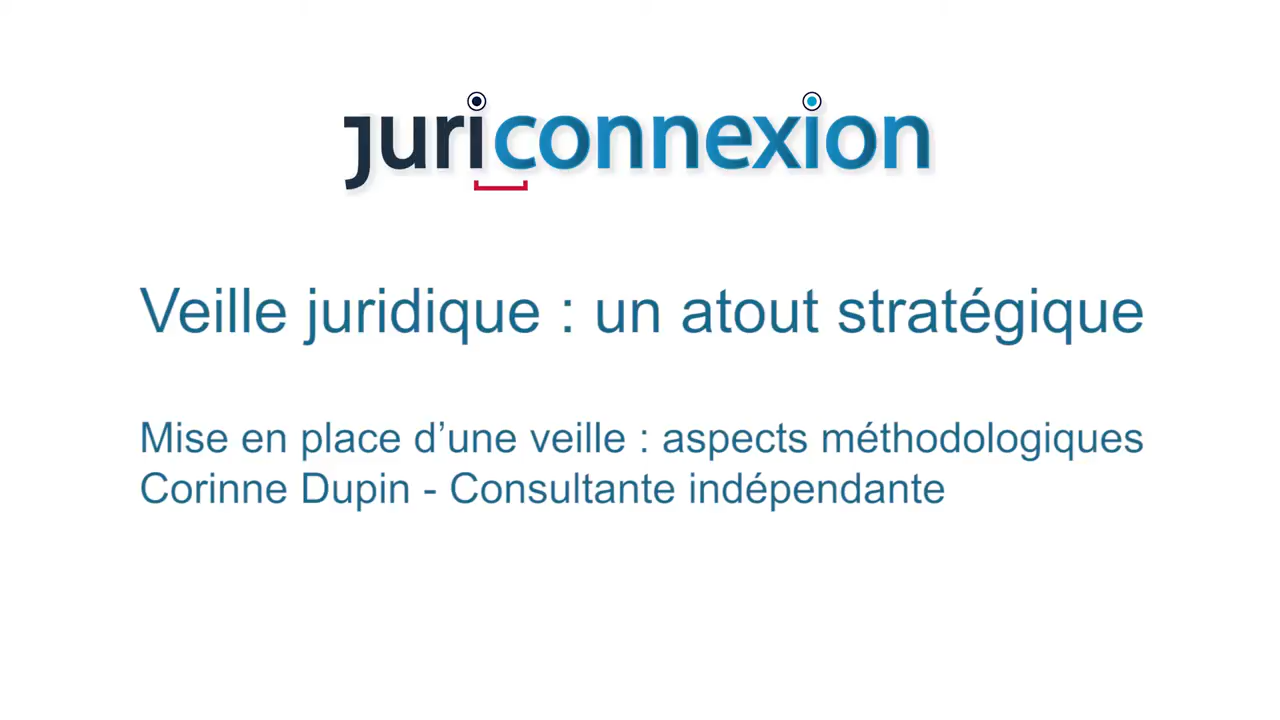 juriconnexion
Veille juridique : un atout stratégique
Mise en place d’une veille : aspects méthodologiques
Corinne Dupin - Consultante indépendante